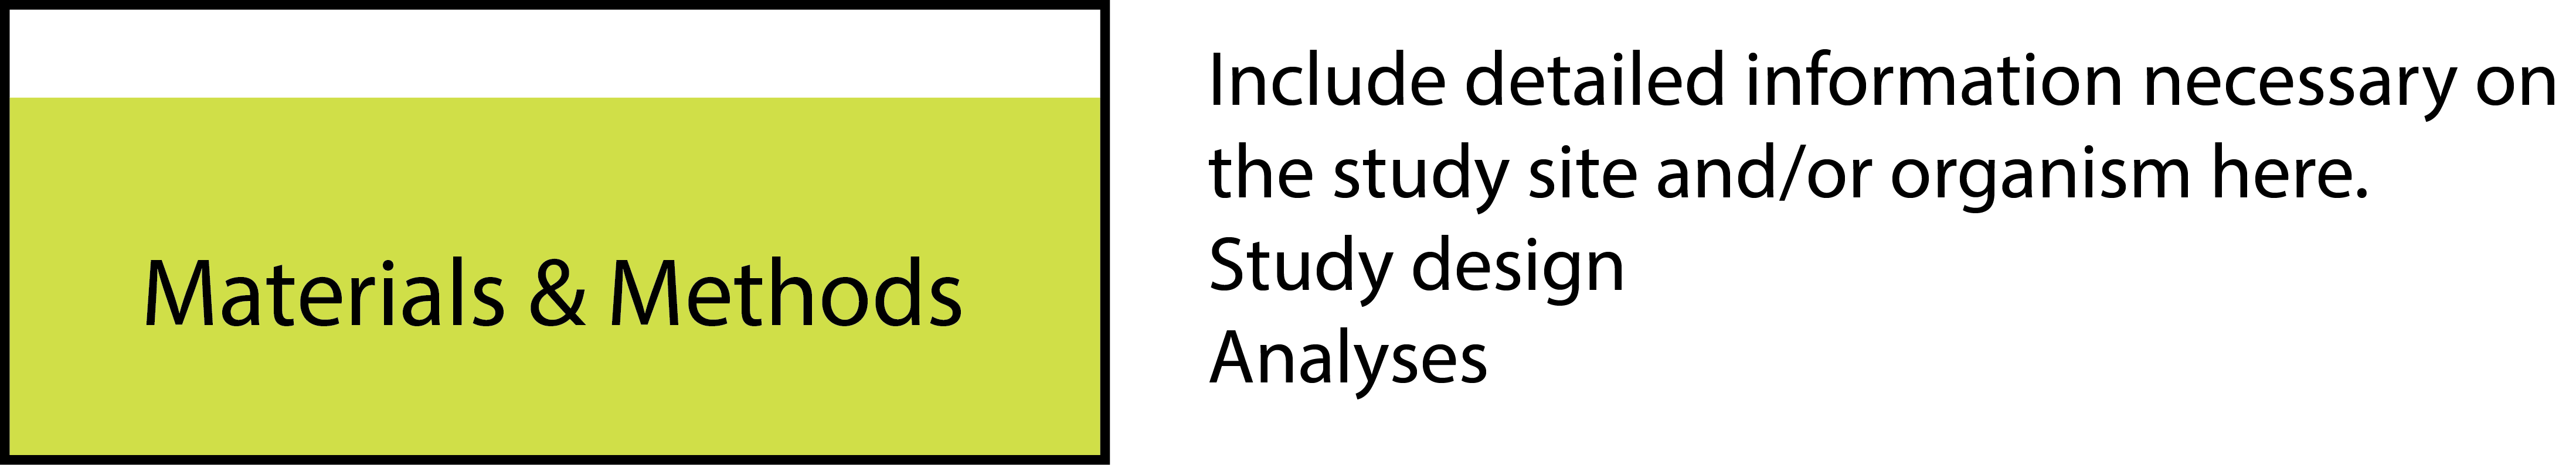 Materials & Methods
Include detailed information necessary on
the study site and/or organism here.
Study design
Analyses